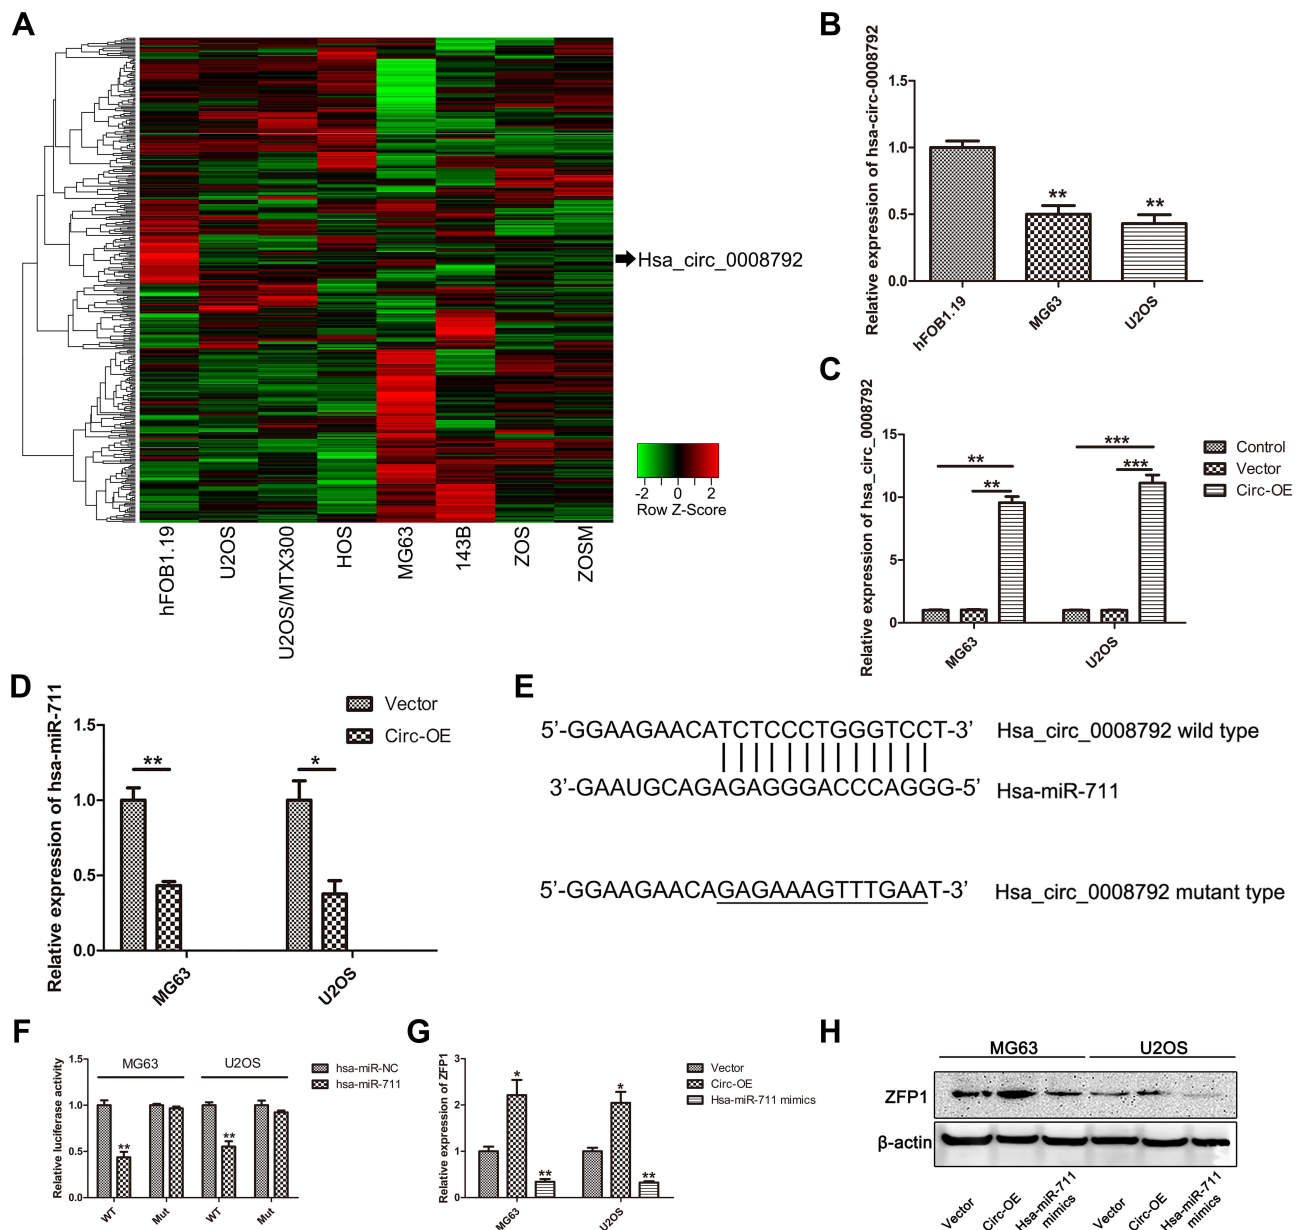 A
Hsa_circ_0008792
-2 0 2
Row Z-Score
hFOB1.19
U2OS
U2OS/MTX300
HOS
MG63
143B
ZOS
ZOSM
B
Relative expression of hsa-circ-0008792
1.5
1.0
0.5
0.0
**
**
hFOB1.19
MG63
U2OS
C
Relative expression of hsa_circ_0008792
15
10
5
0
**
**
***
***
MG63
U2OS
Control
Vector
Circ-OE
D
Relative expression of hsa-miR-711
1.5
1.0
0.5
0.0
**
*
MG63
U2OS
Vector
Circ-OE
E
5’-GGAAGAACATCTCCCTGGGTCCT-3’ Hsa_circ_0008792 wild type
3’-GAAUGCAGAGAGGGACCCAGGG-5’ Hsa-miR-711
5’-GGAAGAACAGAGAAAGTTTGAAT-3’ Hsa_circ_0008792 mutant type
F
Relative luciferase activity
1.5
1.0
0.5
0.0
MG63
U2OS
**
**
WT
Mut
WT
Mut
hsa-miR-NC
hsa-miR-711
G
Relative expression of ZFP1
3
2
1
0
*
**
*
**
MG63
U2OS
Vector
Circ-OE
Hsa-miR-711 mimics
H
MG63 U2OS
ZFP1
β-actin
Vector
Circ-OE
Hsa-miR-711
mimics
Vector
Circ-OE
Hsa-miR-711
mimics